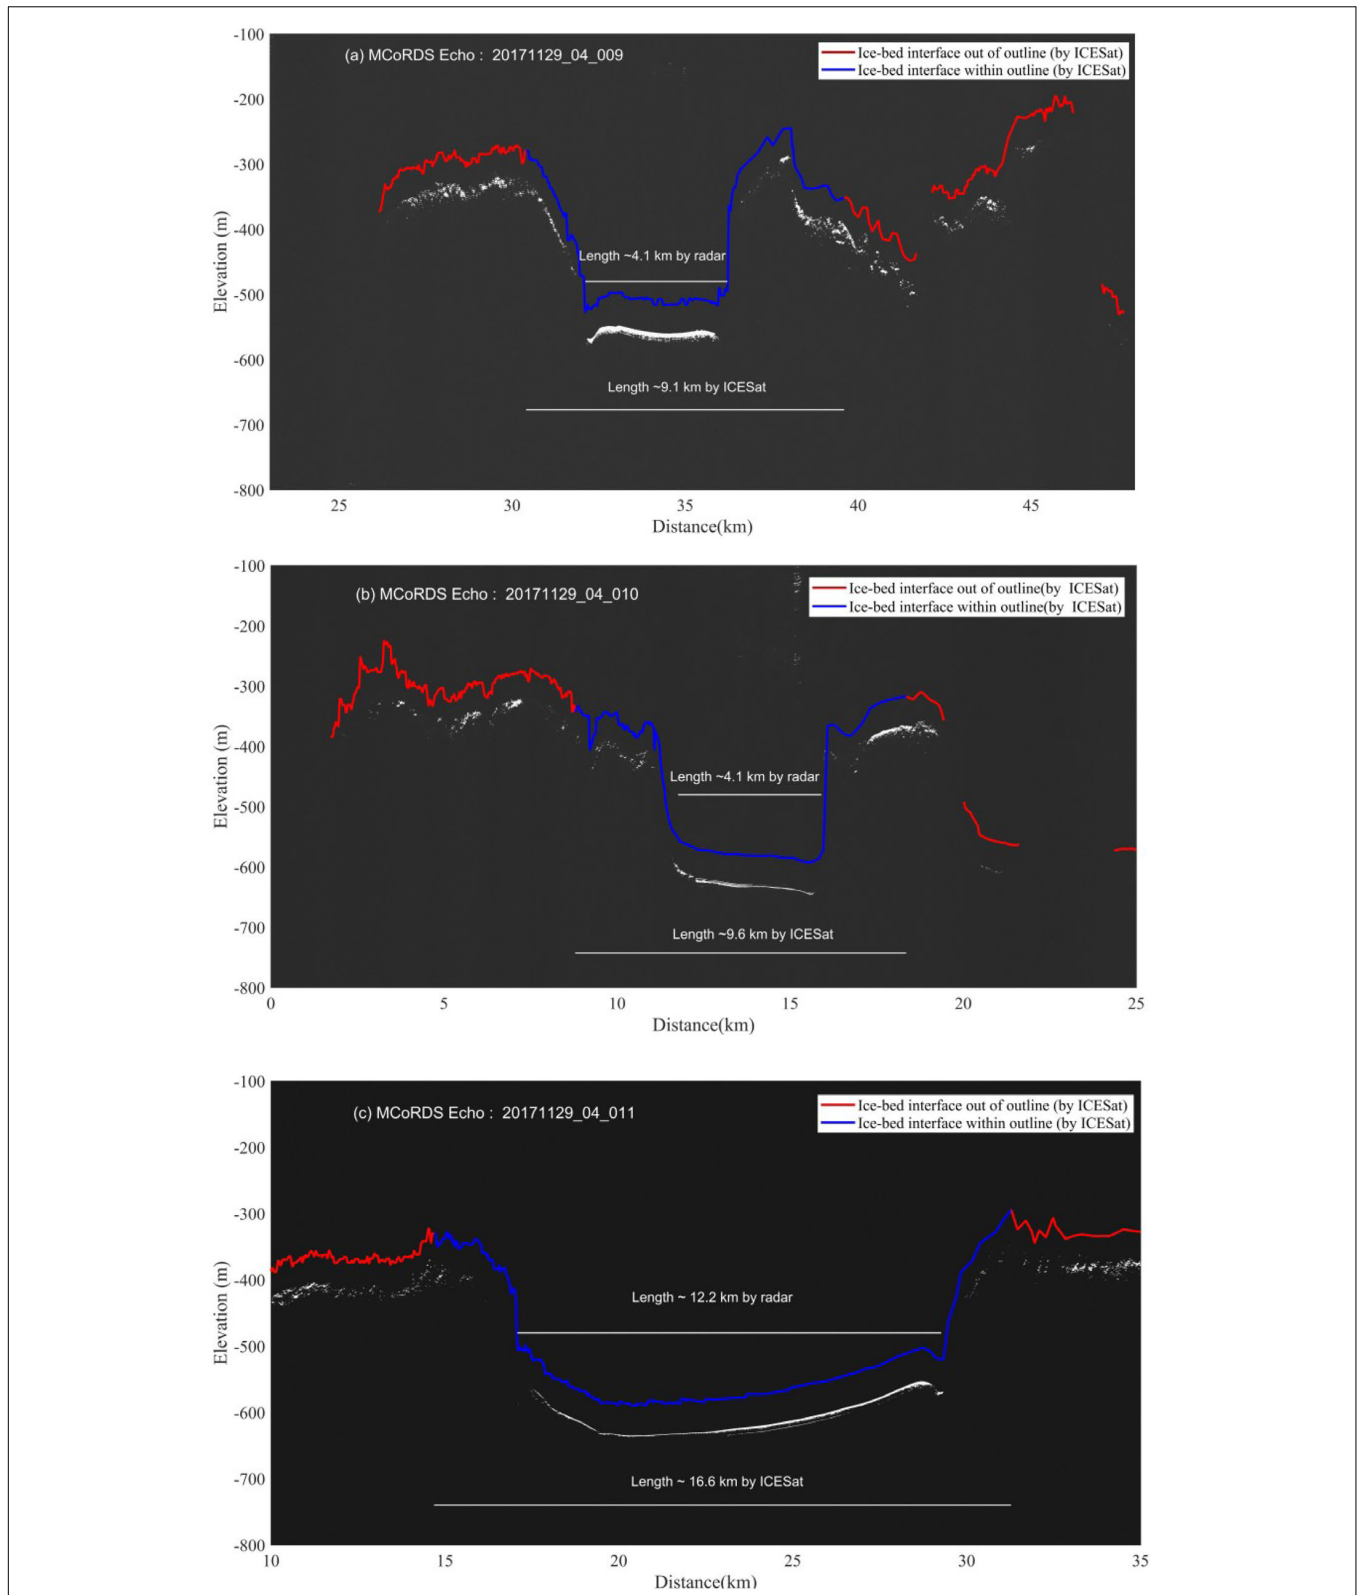 (a) MCoRDS Echo : 20171129_04_009
Ice-bed interface out of outline (by ICESat)
Ice-bed interface within outline (by ICESat)
-100
-200
-300
-400
-500
-600
-700
-800
Elevation (m)
Length ~4.1 km by radar
Length ~9.1 km by ICESat
25 30 35 40 45
Distance(km)
(b) MCoRDS Echo : 20171129_04_010
Ice-bed interface out of outline(by ICESat)
Ice-bed interface within outline(by ICESat)
-100
-200
-300
-400
-500
-600
-700
-800
Elevation (m)
Length ~4.1 km by radar
Length ~9.6 km by ICESat
0 5 10 15 20 25
Distance(km)
(c) MCoRDS Echo : 20171129_04_011
Ice-bed interface out of outline (by ICESat)
Ice-bed interface within outline (by ICESat)
-100
-200
-300
-400
-500
-600
-700
-800
Elevation (m)
Length ~ 12.2 km by radar
Length ~ 16.6 km by ICESat
10 15 20 25 30 35
Distance(km)